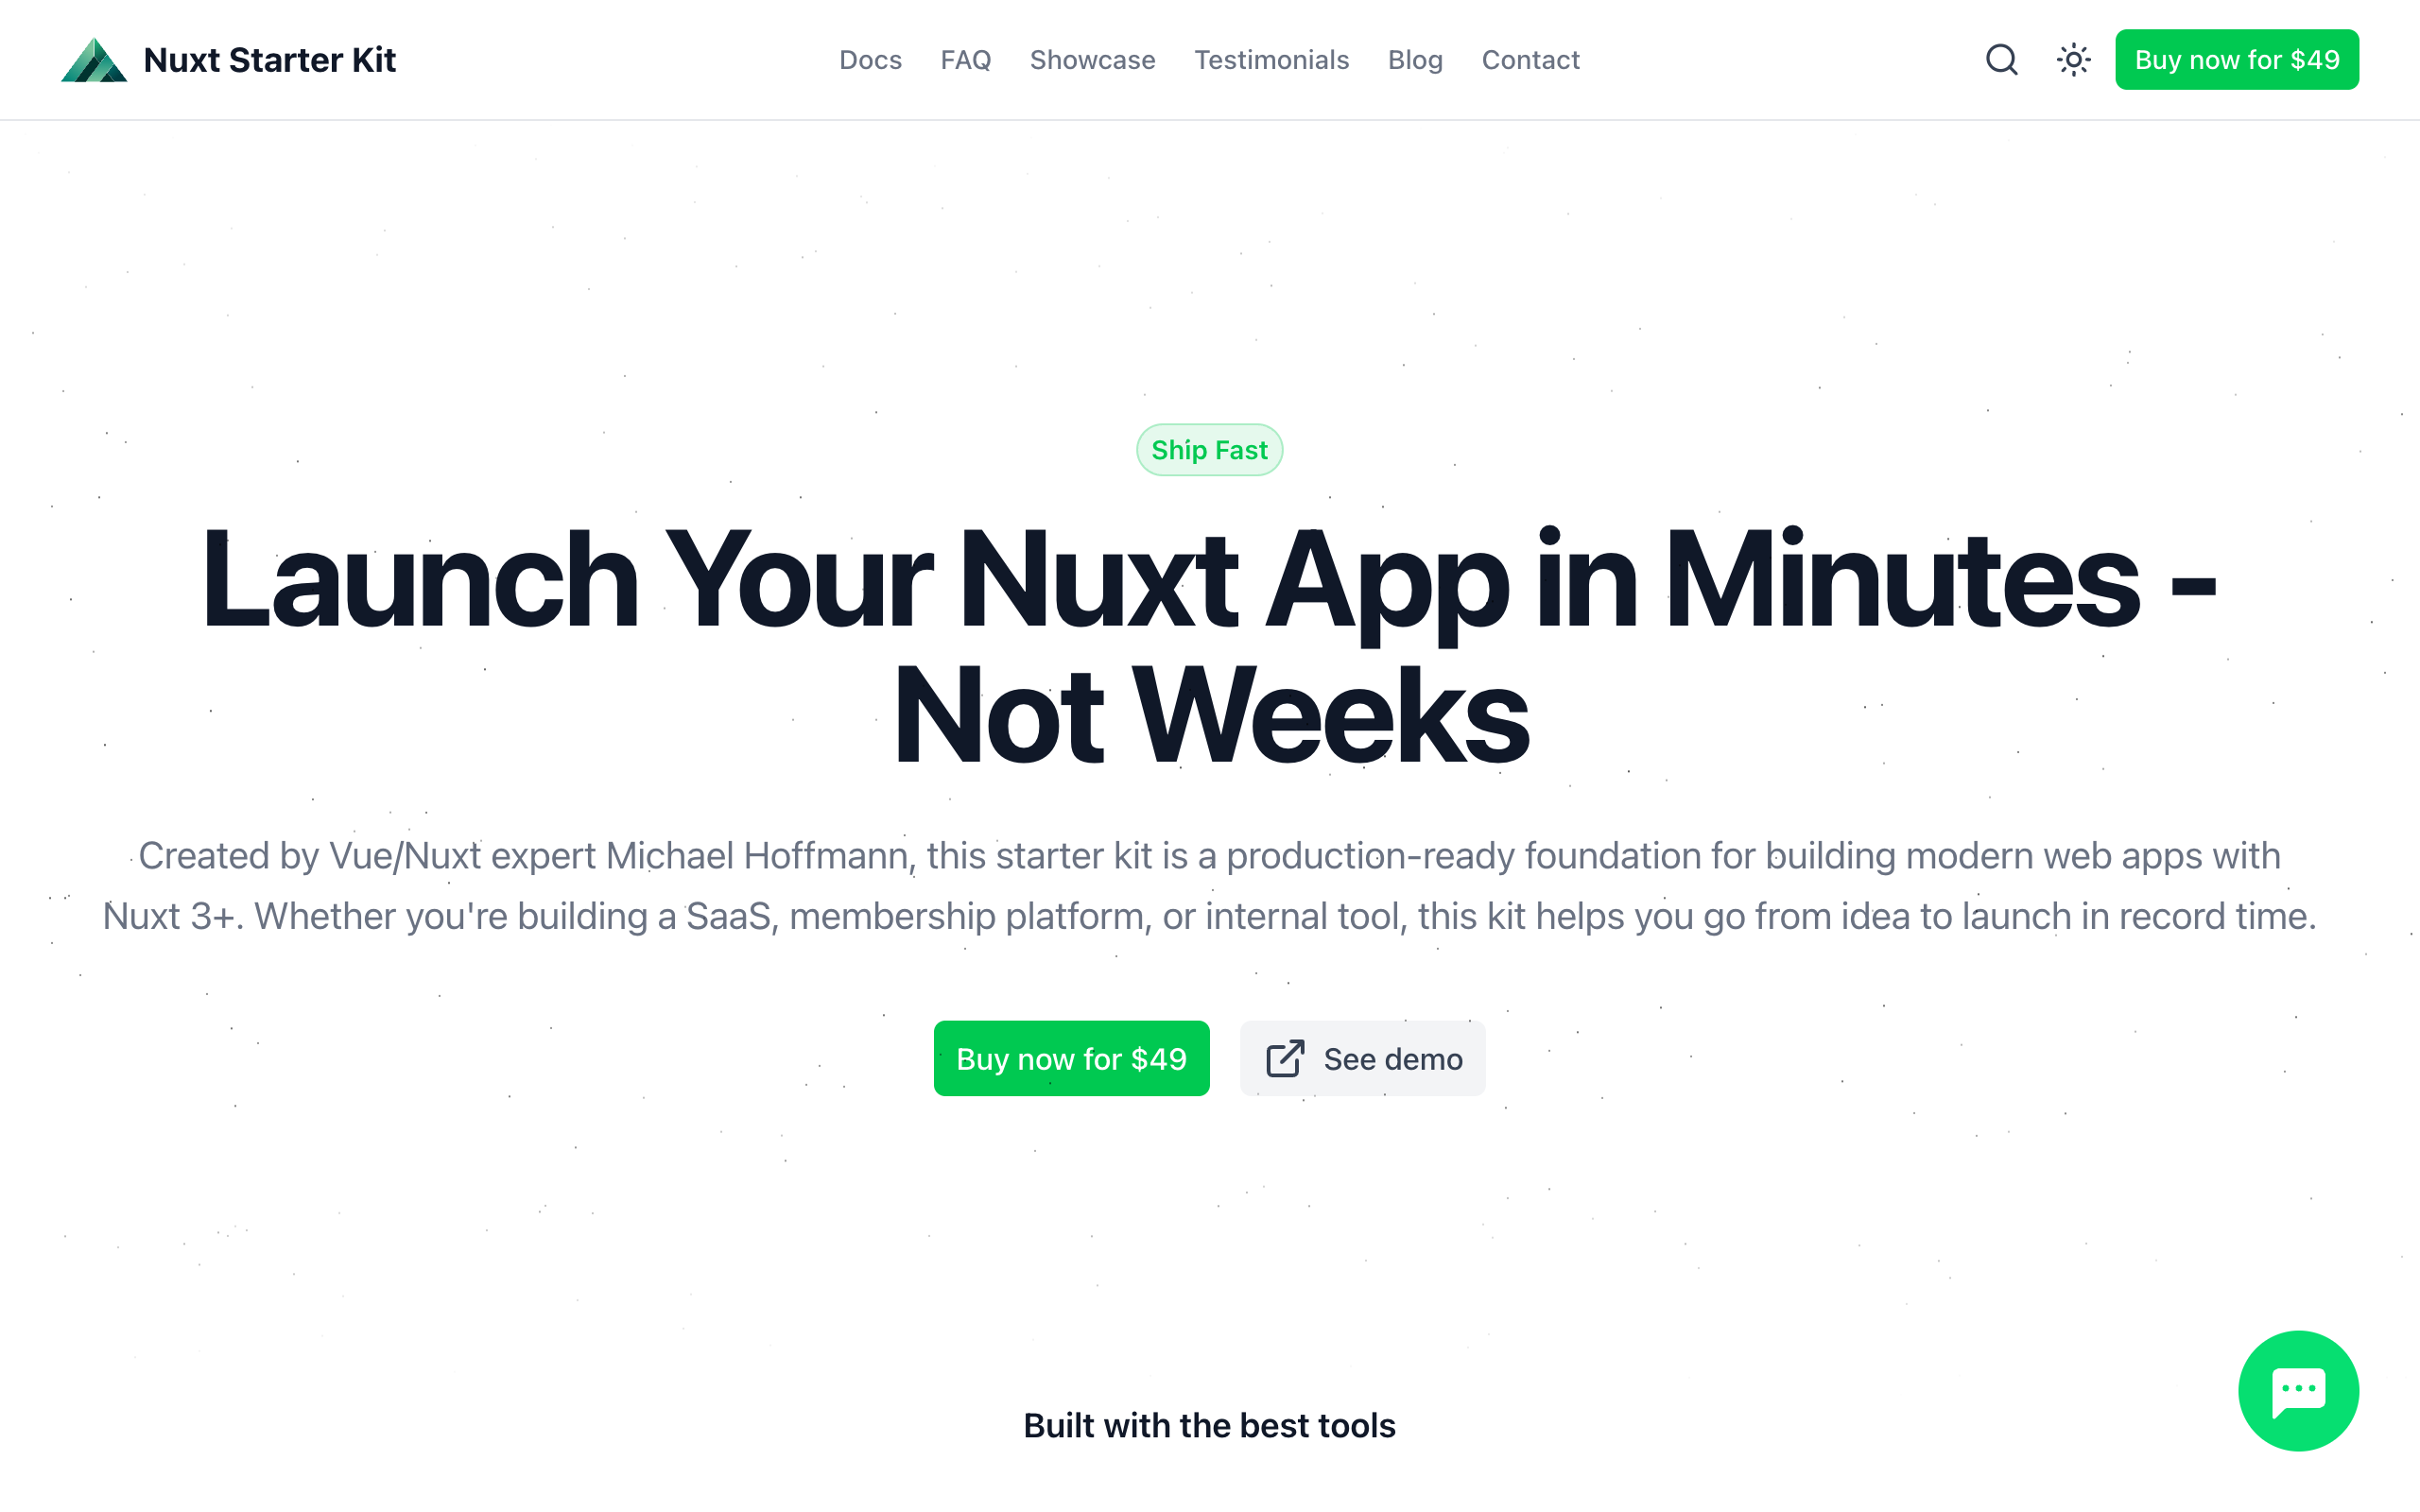 Nuxt Starter Kit
Docs FAQ Showcase Testimonials Blog Contact
Buy now for $49
Ship Fast
Launch Your Nuxt App in Minutes -
Not Weeks
Created by Vue/Nuxt expert Michael Hoffmann, this starter kit is a production-ready foundation for building modern web apps with
Nuxt 3+. Whether you're building a SaaS, membership platform, or internal tool, this kit helps you go from idea to launch in record time.
Buy now for $49 See demo
Built with the best tools